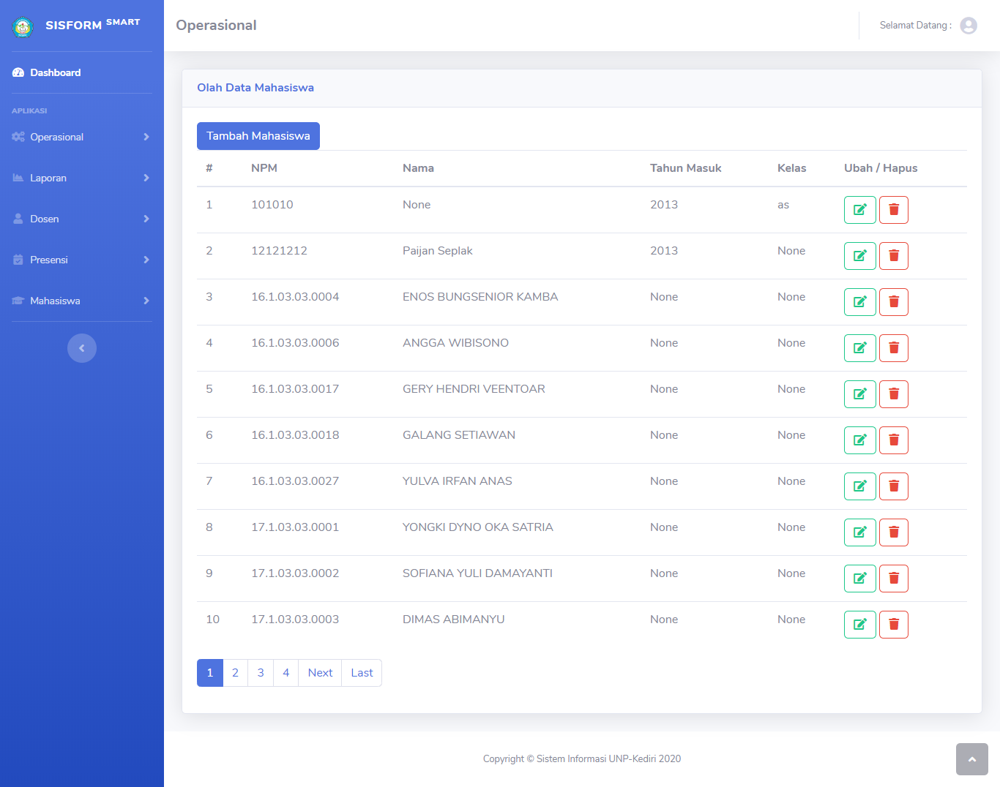 SISFORM SMART
Operasional
Selamat Datang :
Dashboard
APLIKASI
Operasional
Laporan
Dosen
Presensi
Mahasiswa
Olah Data Mahasiswa
Tambah Mahasiswa
# NPM Nama Tahun Masuk Kelas Ubah / Hapus
1 101010 None 2013 as
2 12121212 Paijan Seplak 2013 None
3 16.1.03.03.0004 ENOS BUNGSENIOR KAMBA None None
4 16.1.03.03.0006 ANGGA WIBISONO None None
5 16.1.03.03.0017 GERY HENDRI VEENTOAR None None
6 16.1.03.03.0018 GALANG SETIAWAN None None
7 16.1.03.03.0027 YULVA IRFAN ANAS None None
8 17.1.03.03.0001 YONGKI DYNO OKA SATRIA None None
9 17.1.03.03.0002 SOFIANA YULI DAMAYANTI None None
10 17.1.03.03.0003 DIMAS ABIMANYU None None
1 2 3 4 Next Last
Copyright © Sistem Informasi UNP-Kediri 2020